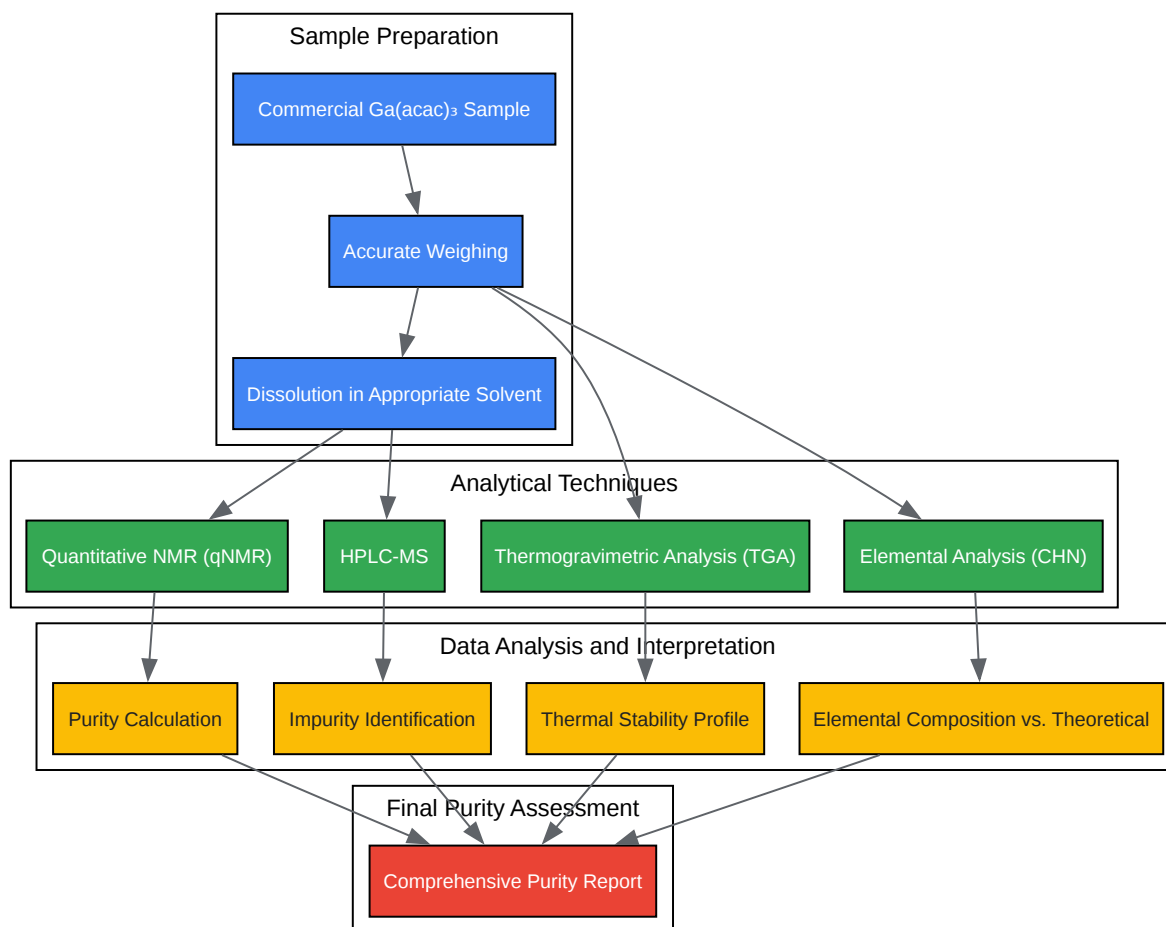 Sample Preparation
Commercial Ga(acac)₃ Sample
Accurate Weighing
Dissolution in Appropriate Solvent
Analytical Techniques
Quantitative NMR (qNMR)
HPLC-MS
Thermogravimetric Analysis (TGA)
Elemental Analysis (CHN)
Data Analysis and Interpretation
Purity Calculation
Impurity Identification
Thermal Stability Profile
Elemental Composition vs. Theoretical
Final Purity Assessment
Comprehensive Purity Report